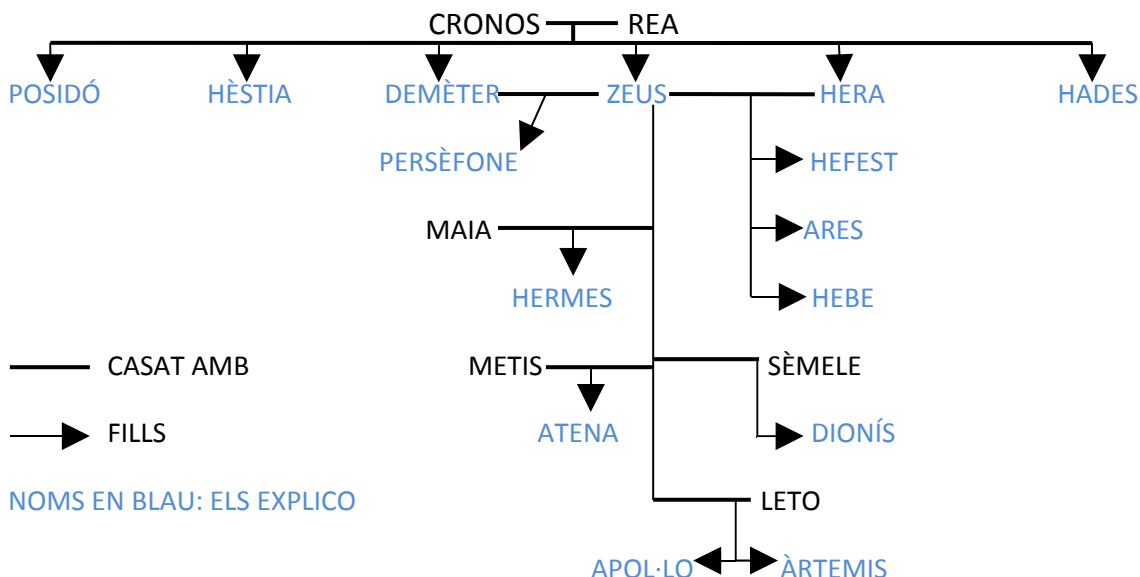 CRONOS REA
POSIDÓ HÈSTIA DEMÈTER ZEUS HERA HADES
PERSÈFONE HEFEST
MAIA ARES
HERMES HEBE
CASAT AMB METIS SÈMELE
FILLS ATENA DIONÍS
NOMS EN BLAU: ELS EXPLICO LETO
APOL·LO ÀRTEMIS